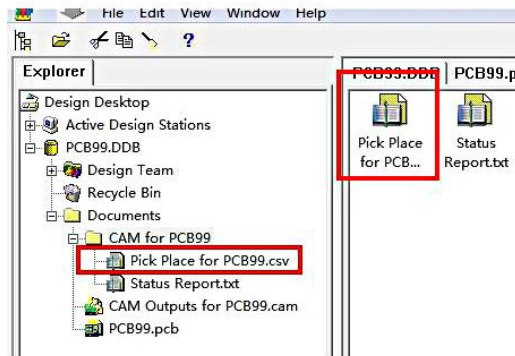 File Edit View Window Help
Explorer
Design Desktop
Active Design Stations
PCB99.DDB
Design Team
Recycle Bin
Documents
CAM for PCB99
Pick Place for PCB99.csv
Status Report.txt
CAM Outputs for PCB99.cam
PCB99.pcb
PCB99.DDB PCB99.p
Pick Place
for PCB...
Status
Report.txt